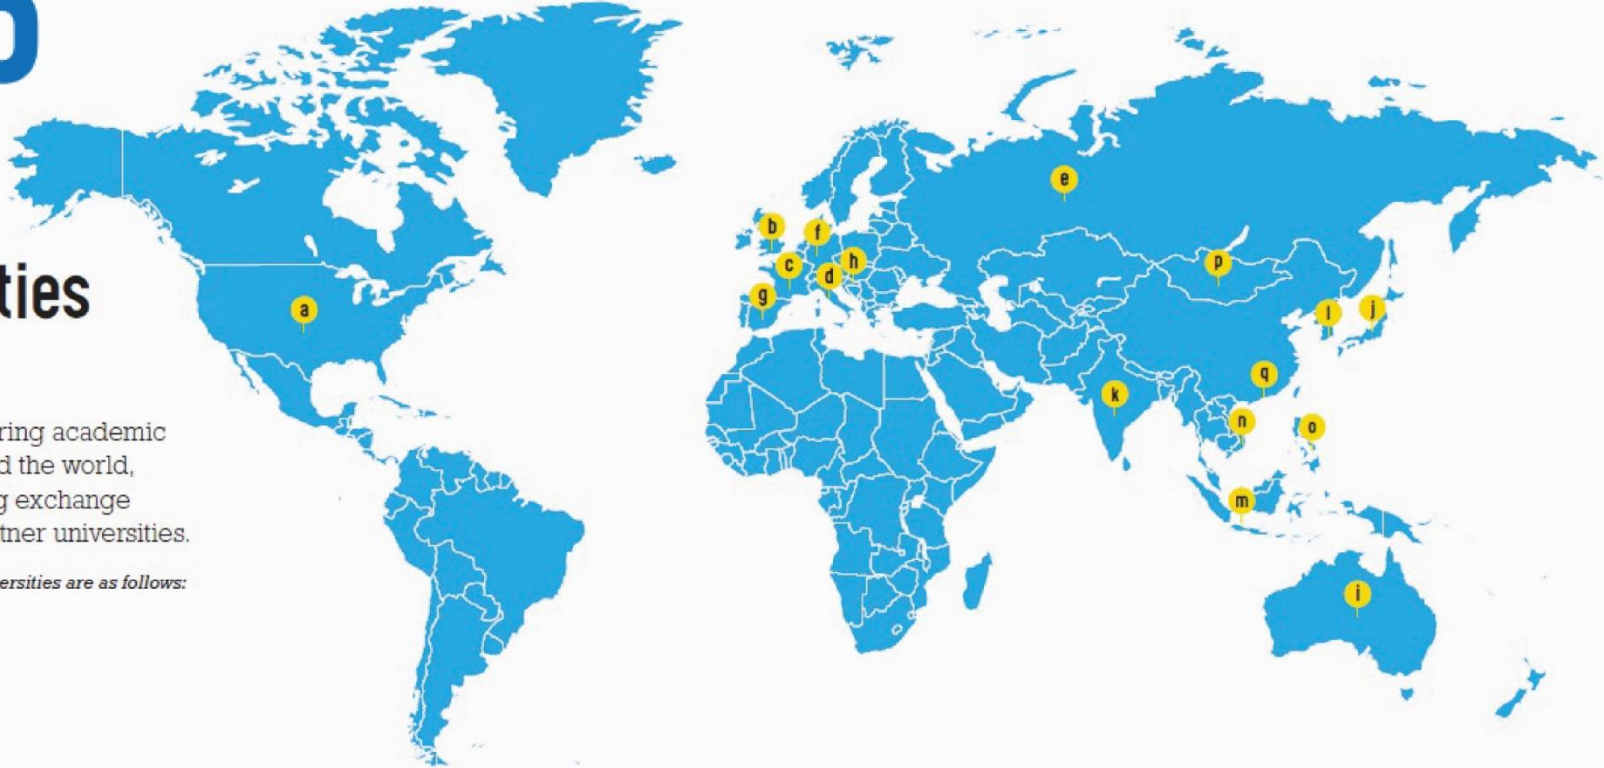 ties
ring academic
d the world,
g exchange
tner universities.
ersities are as follows:
a
b
c
d
e
f
g
h
i
j
k
l
m
n
o
p
q